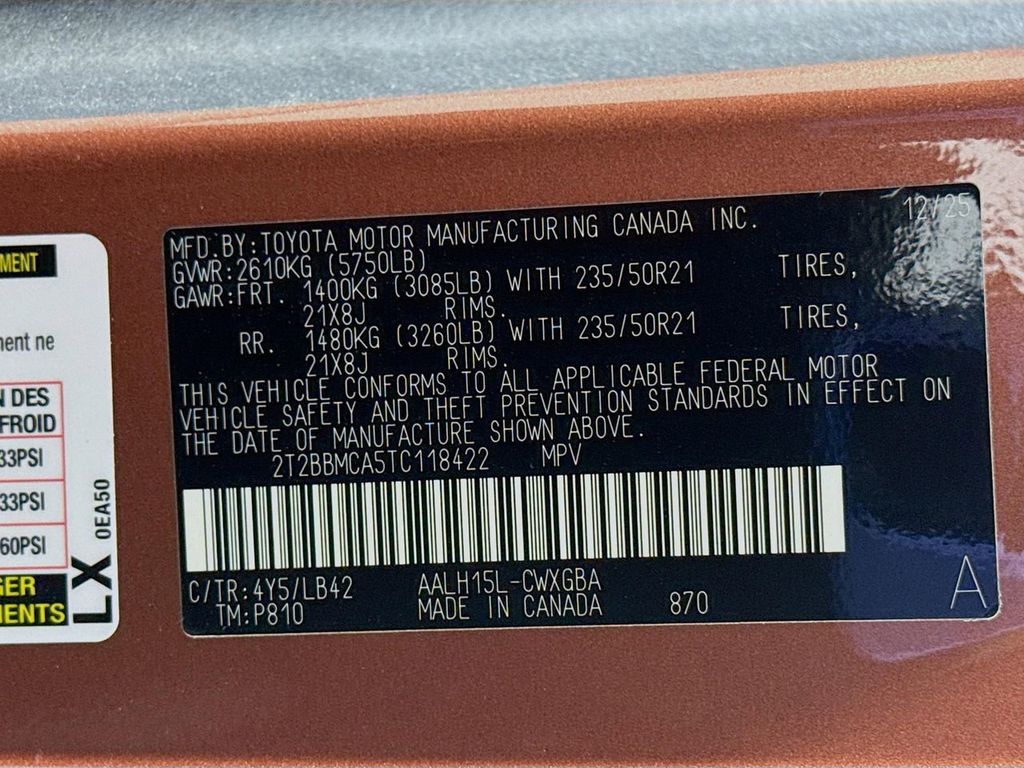 MENT
ment ne
N DES
FROID
33PSI
33PSI
60PSI
GER
MENTS
LX 0EA50
12/25
MFD.BY:TOYOTA MOTOR MANUFACTURING CANADA INC.
GVWR:2610KG (5750LB)
GAWR:FRT. 1400KG (3085LB) WITH 235/50R21 TIRES,
21X8J RIMS.
RR. 1480KG (3260LB) WITH 235/50R21 TIRES,
21X8J RIMS.
THIS VEHICLE CONFORMS TO ALL APPLICABLE FEDERAL MOTOR
VEHICLE SAFETY AND THEFT PREVENTION STANDARDS IN EFFECT ON
THE DATE OF MANUFACTURE SHOWN ABOVE.
2T2BBMCA5TC118422 MPV
C/TR:4Y5/LB42 AALH15L-CWXGBA
TM:P810 MADE IN CANADA 870
A